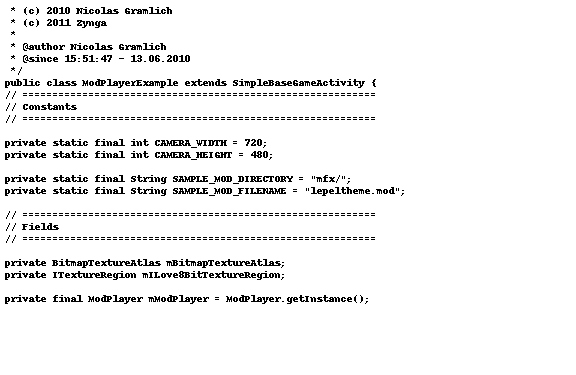 * (c) 2010 Nicolas Gramlich
* (c) 2011 Zynga
*
* @author Nicolas Gramlich
* @since 15:51:47 - 13.06.2010
*/
public class ModPlayerExample extends SimpleBaseGameActivity {
// ===========================================================
// Constants
// ===========================================================
private static final int CAMERA_WIDTH = 720;
private static final int CAMERA_HEIGHT = 480;
private static final String SAMPLE_MOD_DIRECTORY = "mfx/";
private static final String SAMPLE_MOD_FILENAME = "lepeltheme.mod";
// ===========================================================
// Fields
// ===========================================================
private BitmapTextureAtlas mBitmapTextureAtlas;
private ITextureRegion mILove8BitTextureRegion;
private final ModPlayer mModPlayer = ModPlayer.getInstance();